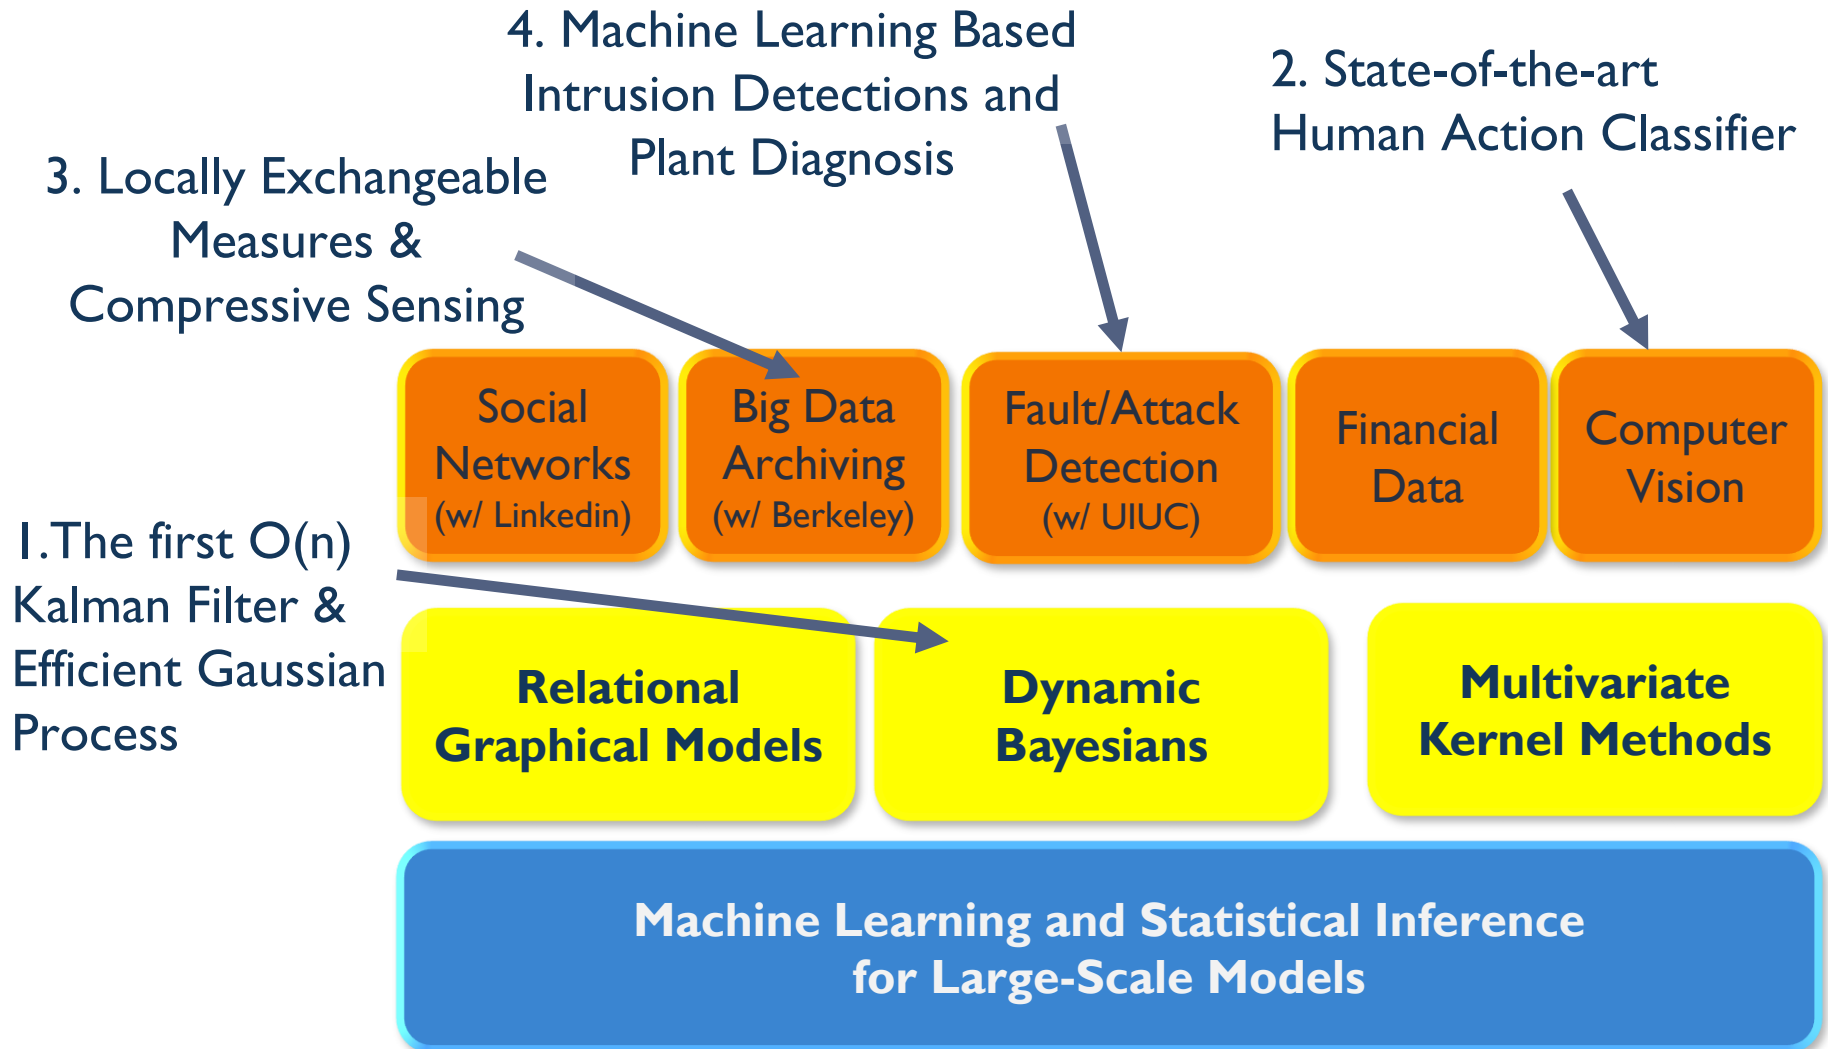 4. Machine Learning Based
Intrusion Detections and
Plant Diagnosis
2. State-of-the-art
Human Action Classifier
3. Locally Exchangeable
Measures &
Compressive Sensing
Social
Networks
(w/ Linkedin)
Big Data
Archiving
(w/ Berkeley)
Fault/Attack
Detection
(w/ UIUC)
Financial
Data
Computer
Vision
1.The first O(n)
Kalman Filter &
Efficient Gaussian
Process
Relational
Graphical Models
Dynamic
Bayesians
Multivariate
Kernel Methods
Machine Learning and Statistical Inference
for Large-Scale Models